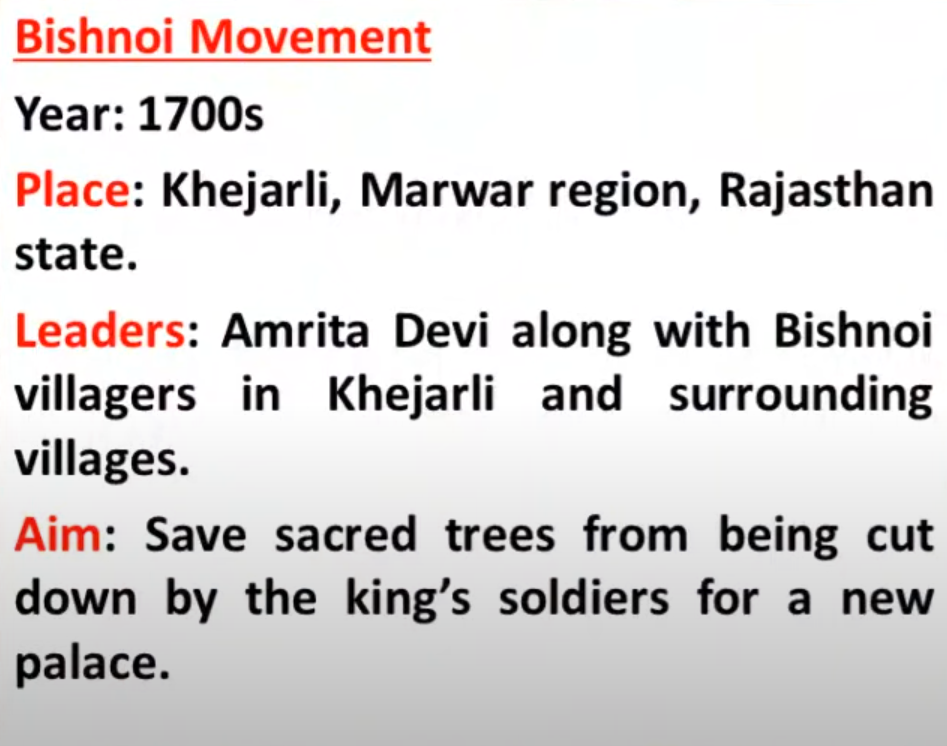 Bishnoi Movement
Year: 1700s
Place: Khejarli, Marwar region, Rajasthan
state.
Leaders: Amrita Devi along with Bishnoi
villagers in Khejarli and surrounding
villages.
Aim: Save sacred trees from being cut
down by the king’s soldiers for a new
palace.